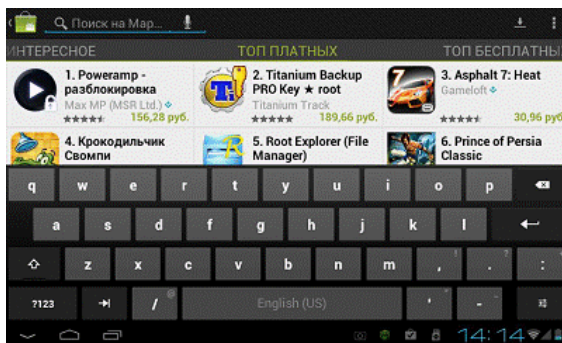 Поиск на Мар...
ИНТЕРЕСНОЕ
ТОП ПЛАТНЫХ
ТОП БЕСПЛАТНЫ
1. Poweramp -
разблокировка
Max MP (MSR Ltd.)
156,28 руб.
2. Titanium Backup
PRO Key ★ root
Titanium Track
189,66 руб.
3. Asphalt 7: Heat
Gameloft
30,96 руб
4. Крокодильчик
Свомпи
5. Root Explorer (File
Manager)
6. Prince of Persia
Classic
q w e r t y u i o p
a s d f g h j k l
z x c v b n m , ! . ? :
?123 / @ English (US) ' " - _
14:14